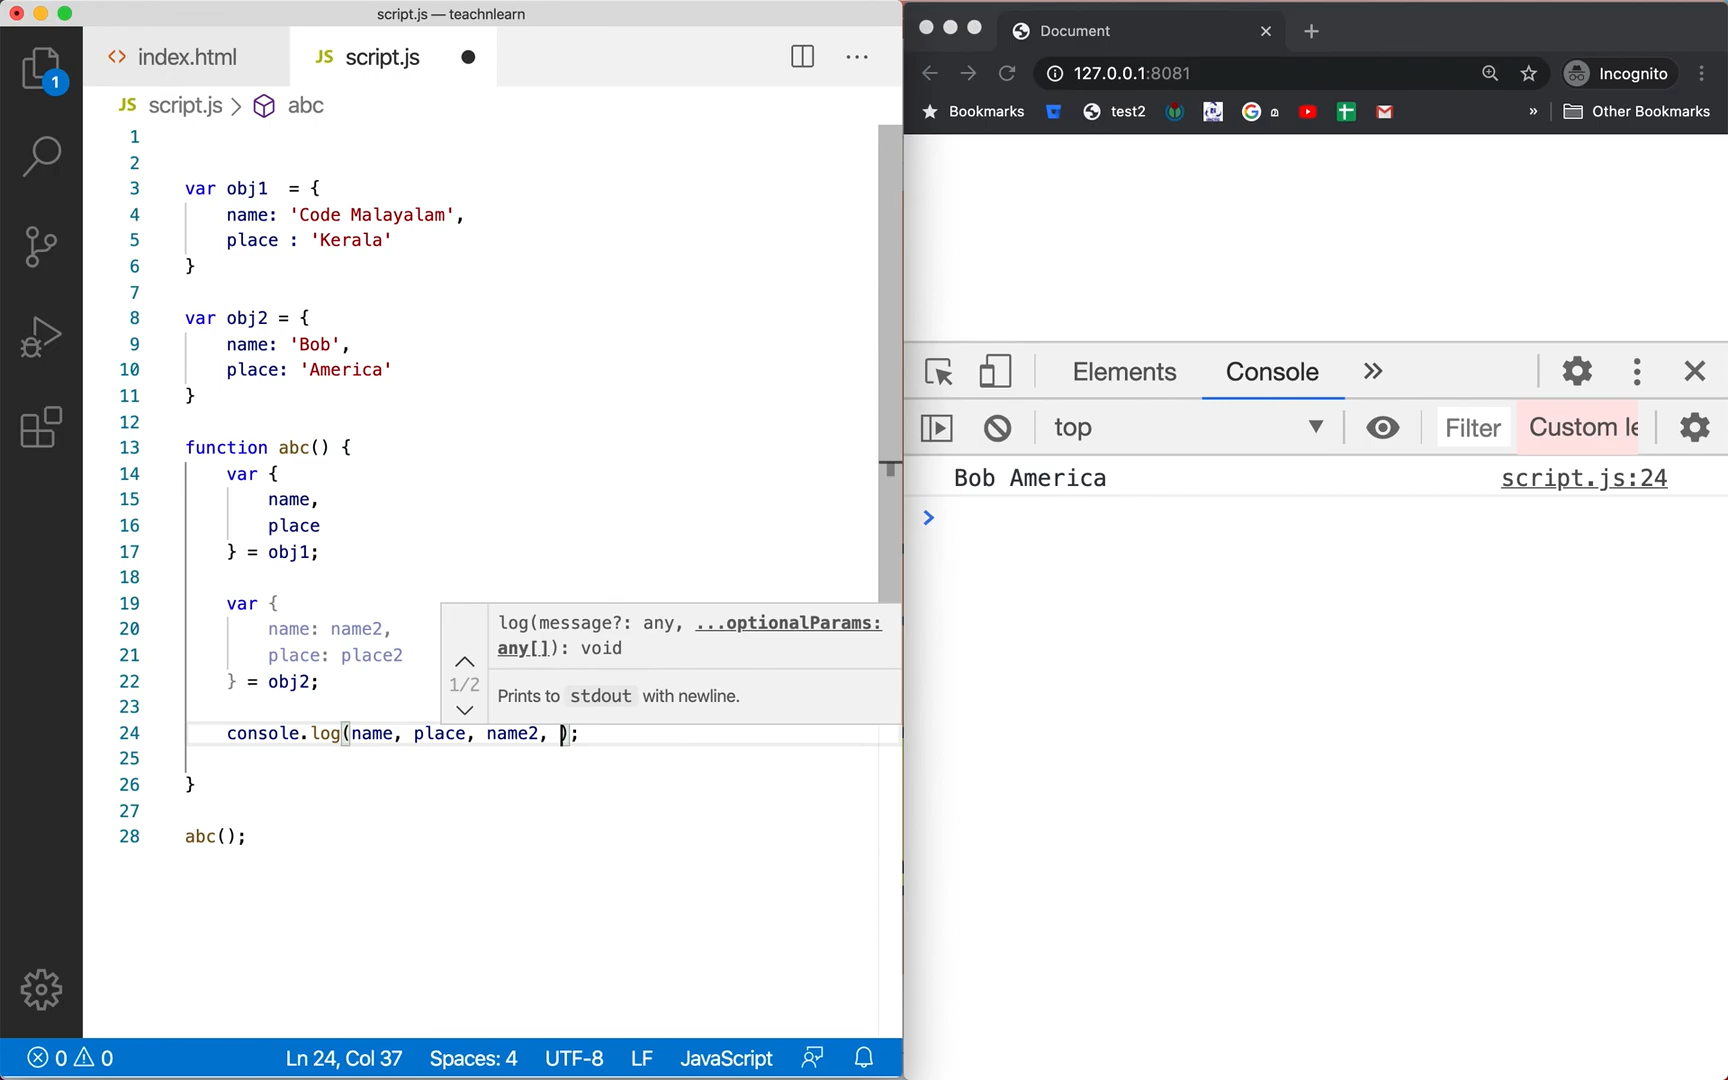 script.js — teachnlearn
index.html
JS script.js
1
JS script.js > abc
1
2
3 var obj1  = {
4 name: 'Code Malayalam',
5 place : 'Kerala'
6 }
7
8 var obj2 = {
9 name: 'Bob',
10 place: 'America'
11 }
12
13 function abc() {
14 var {
15 name,
16 place
17 } = obj1;
18
19 var {
20 name: name2,
21 place: place2
22 } = obj2;
23
24 console.log(name, place, name2, );
25
26 }
27
28 abc();
log(message?: any, ...optionalParams:
any[]): void
1/2
Prints to stdout with newline.
0 0 Ln 24, Col 37 Spaces: 4 UTF-8 LF JavaScript
Document
127.0.0.1:8081 Incognito
Bookmarks test2 ത » Other Bookmarks
Elements Console »
top Filter Custom le
Bob America script.js:24
>